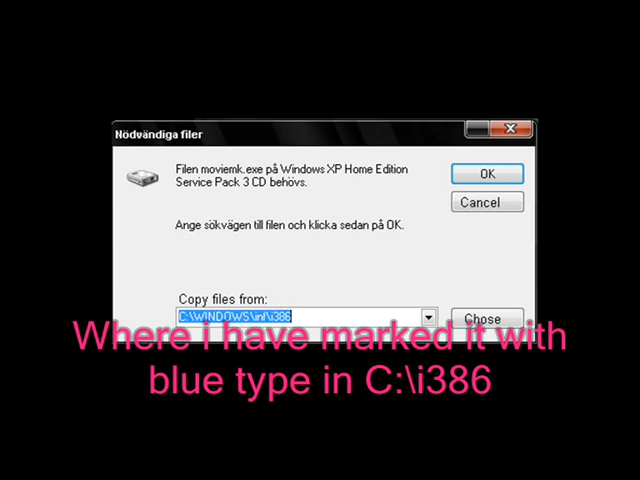 Nödvändiga filer
Filen moviemk.exe på Windows XP Home Edition
Service Pack 3 CD behövs.
OK
Cancel
Ange sökvägen till filen och klicka sedan på OK.
Copy files from:
C:\WINDOWS\inf\i386
Chose
Where i have marked it with
blue type in C:\i386